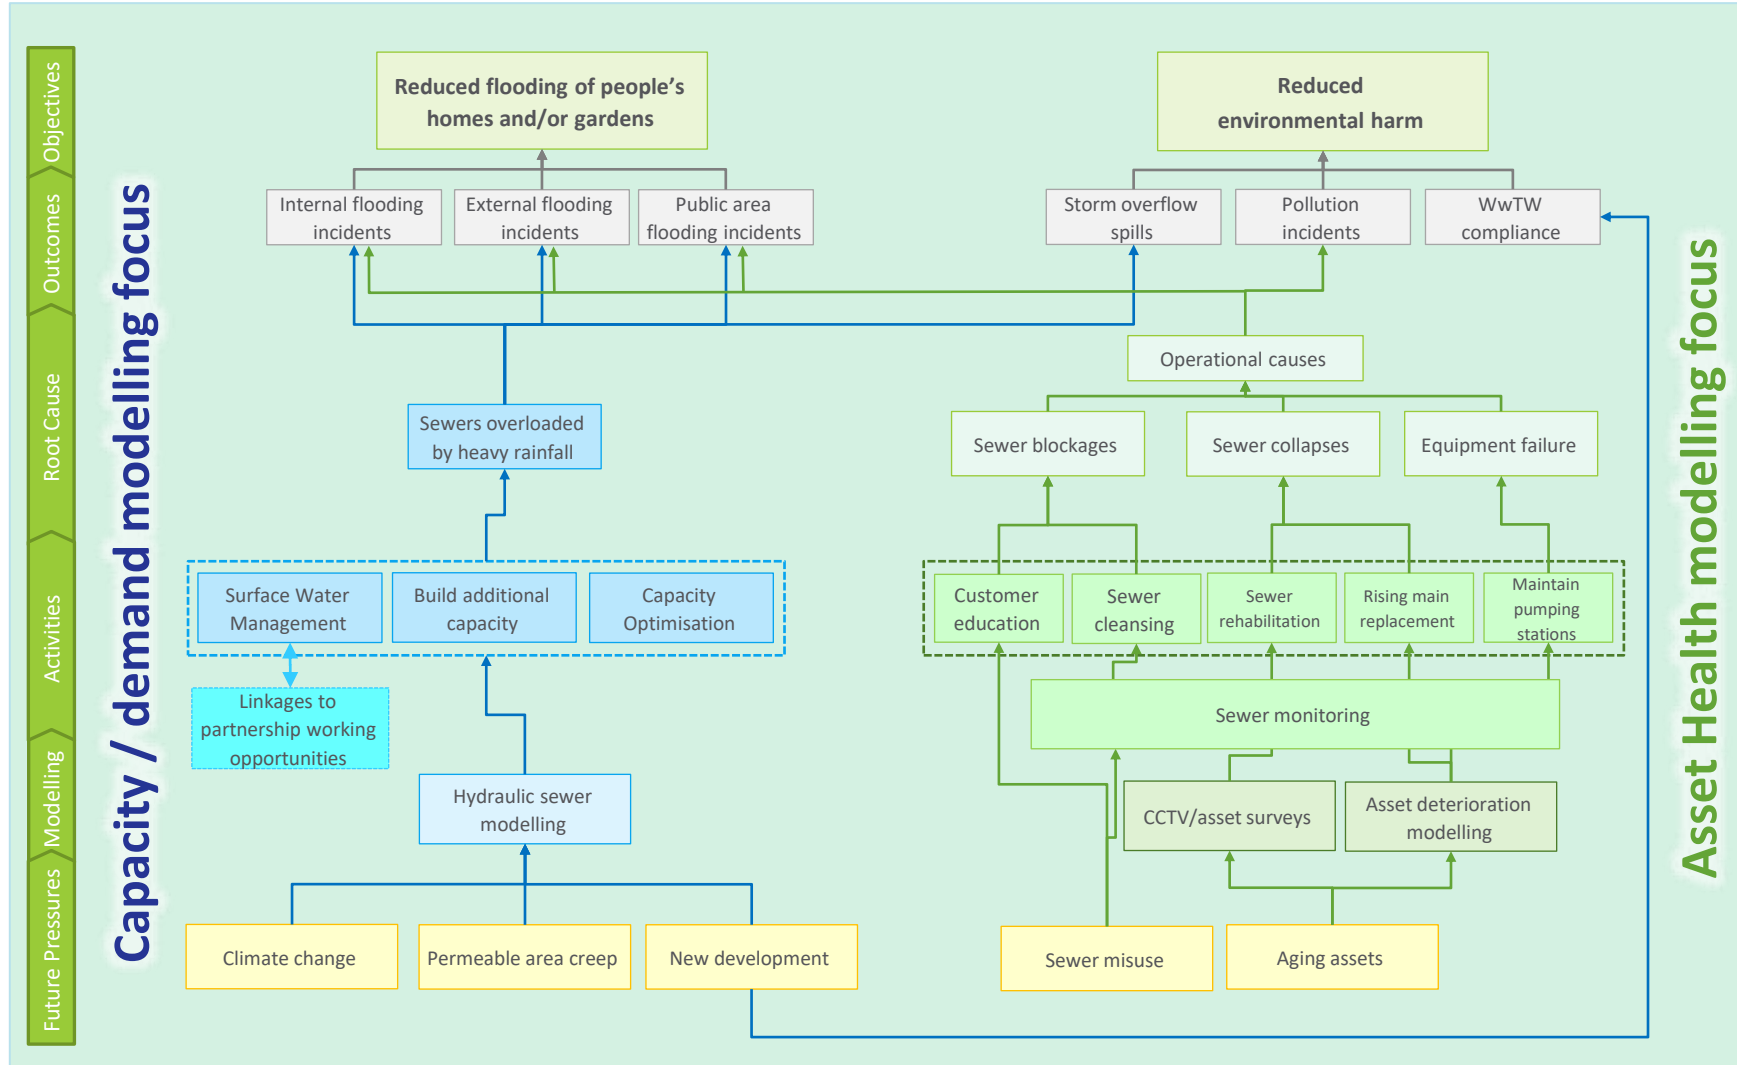 Objectives
Outcomes
Root Cause
Activities
Modelling
Future Pressures
Capacity / demand modelling focus
Reduced flooding of people’s
homes and/or gardens
Reduced
environmental harm
Internal flooding
incidents
External flooding
incidents
Public area
flooding incidents
Storm overflow
spills
Pollution
incidents
WwTW
compliance
Operational causes
Sewers overloaded
by heavy rainfall
Sewer blockages
Sewer collapses
Equipment failure
Surface Water
Management
Build additional
capacity
Capacity
Optimisation
Customer
education
Sewer
cleansing
Sewer
rehabilitation
Rising main
replacement
Maintain
pumping
stations
Linkages to
partnership working
opportunities
Sewer monitoring
Hydraulic sewer
modelling
CCTV/asset surveys
Asset deterioration
modelling
Climate change
Permeable area creep
New development
Sewer misuse
Aging assets
Asset Health modelling focus